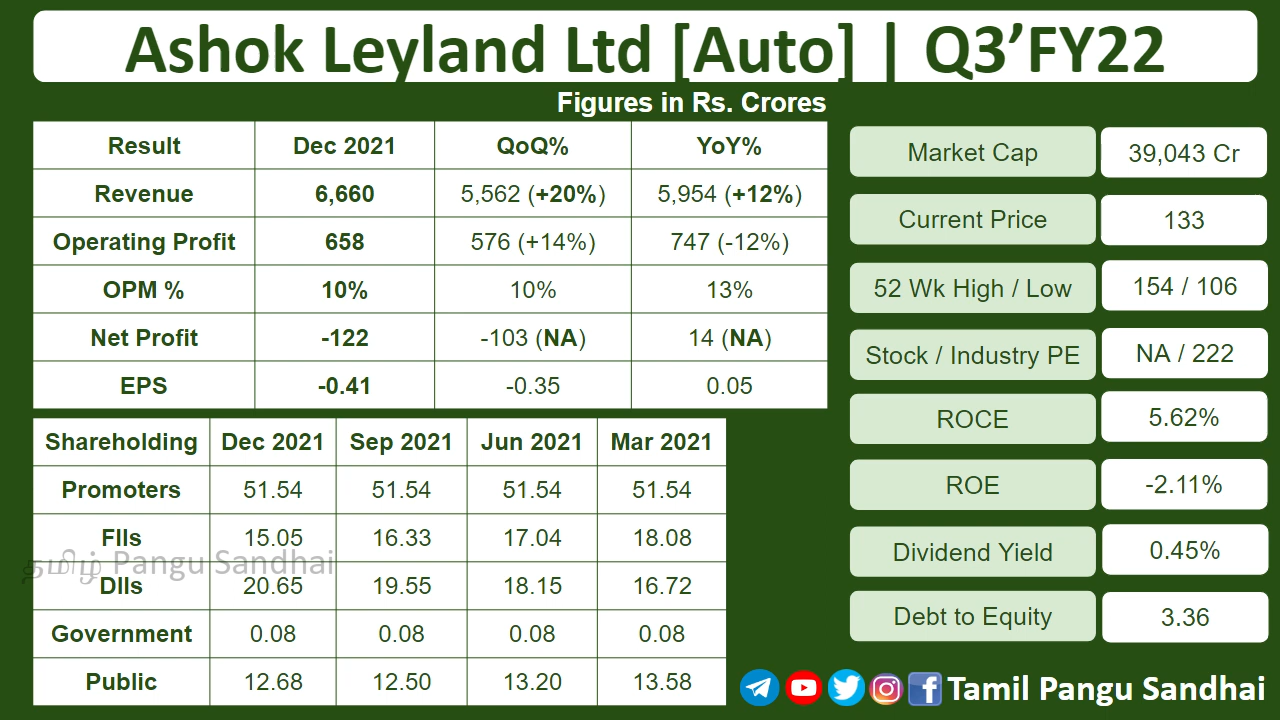 Ashok Leyland Ltd [Auto] | Q3’FY22
Figures in Rs. Crores
Result Dec 2021 QoQ% YoY%
Revenue 6,660 5,562 (+20%) 5,954 (+12%)
Operating Profit 658 576 (+14%) 747 (-12%)
OPM % 10% 10% 13%
Net Profit -122 -103 (NA) 14 (NA)
EPS -0.41 -0.35 0.05
Market Cap 39,043 Cr
Current Price 133
52 Wk High / Low 154 / 106
Stock / Industry PE NA / 222
ROCE 5.62%
ROE -2.11%
Dividend Yield 0.45%
Debt to Equity 3.36
Shareholding Dec 2021 Sep 2021 Jun 2021 Mar 2021
Promoters 51.54 51.54 51.54 51.54
FIIs 15.05 16.33 17.04 18.08
தமிழ் Pangu Sandhai
DIIs 20.65 19.55 18.15 16.72
Government 0.08 0.08 0.08 0.08
Public 12.68 12.50 13.20 13.58
Tamil Pangu Sandhai